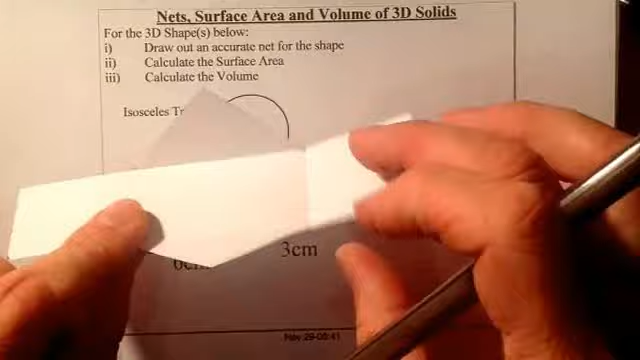 Nets, Surface Area and Volume of 3D Solids
For the 3D Shape(s) below:
i) Draw out an accurate net for the shape
ii) Calculate the Surface Area
iii) Calculate the Volume
Isosceles
3cm